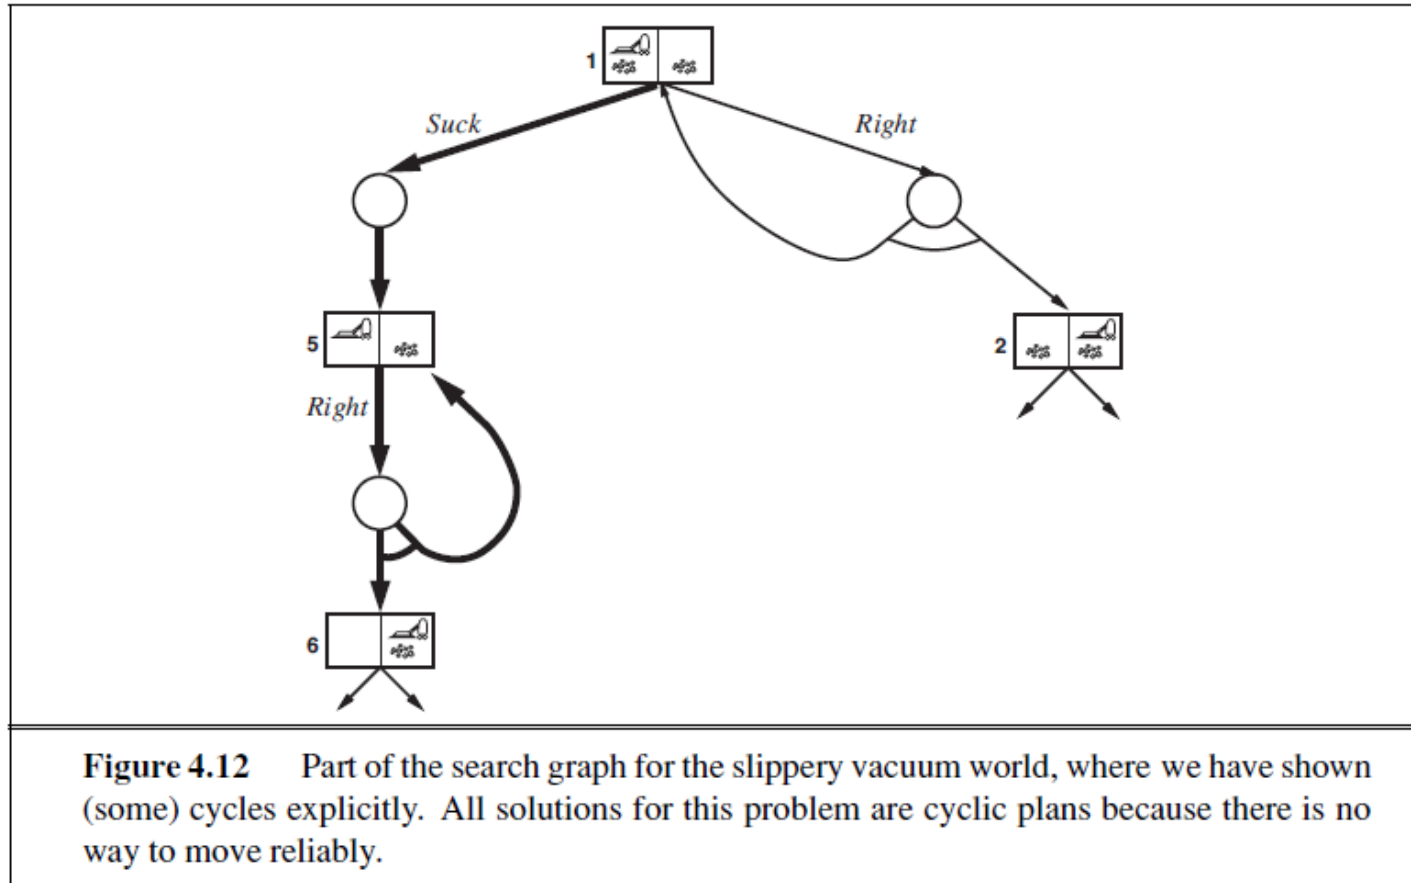 1
Suck
Right
5
2
Right
6
Figure 4.12 Part of the search graph for the slippery vacuum world, where we have shown
(some) cycles explicitly. All solutions for this problem are cyclic plans because there is no
way to move reliably.